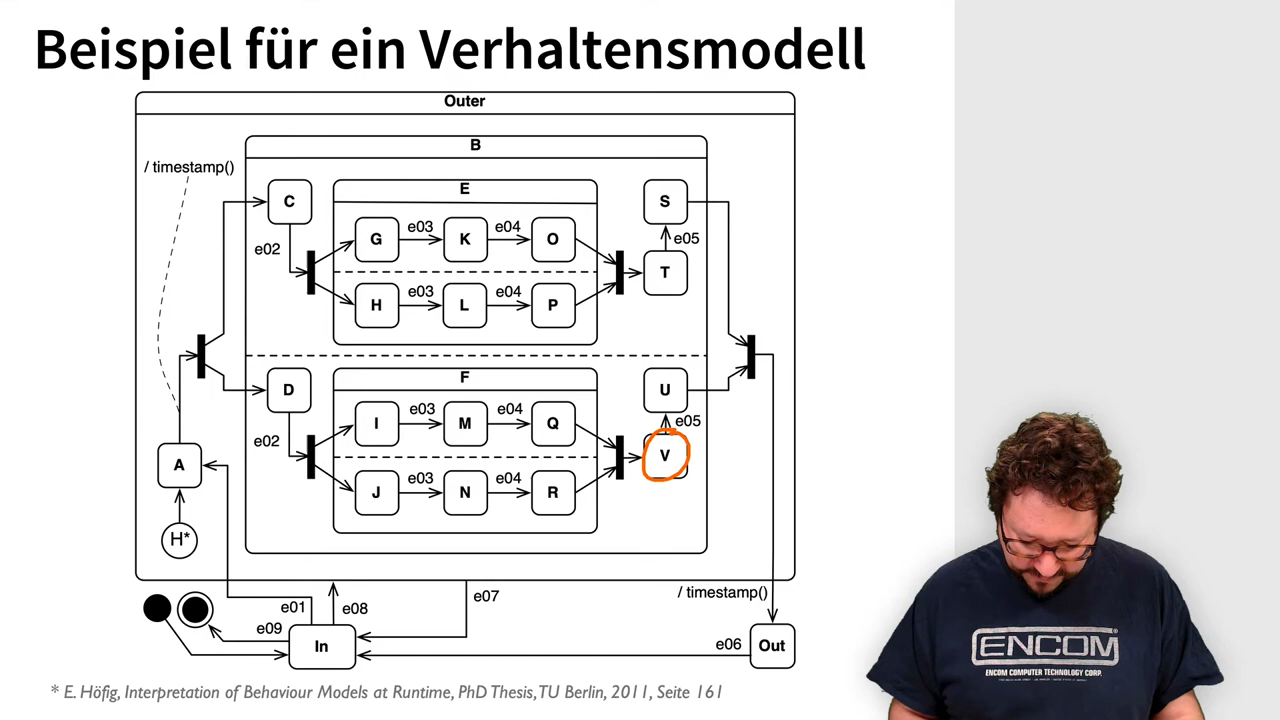 Beispiel für ein Verhaltensmodell
Outer
B
/ timestamp()
C
E
S
G
e03
K
e04
O
e02
e05
T
H
e03
L
e04
P
D
F
U
I
e03
M
e04
Q
e05
e02
V
A
J
e03
N
e04
R
H*
e01
e08
e07
/ timestamp()
e09
In
e06
Out
* E. Höfig, Interpretation of Behaviour Models at Runtime, PhD Thesis, TU Berlin, 2011, Seite 161
ENCOM
ENCOM COMPUTER TECHNOLOGY CORP.